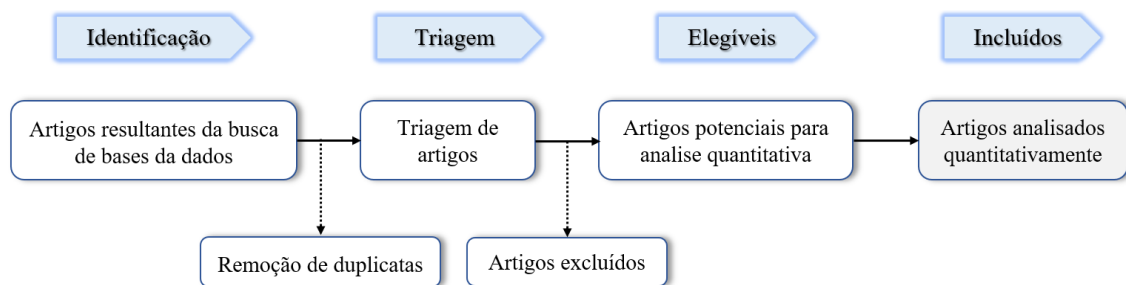 Identificação
Triagem
Elegíveis
Incluídos
Artigos resultantes da busca
de bases da dados
Triagem de
artigos
Artigos potenciais para
analise quantitativa
Artigos analisados
quantitativamente
Remoção de duplicatas
Artigos excluídos